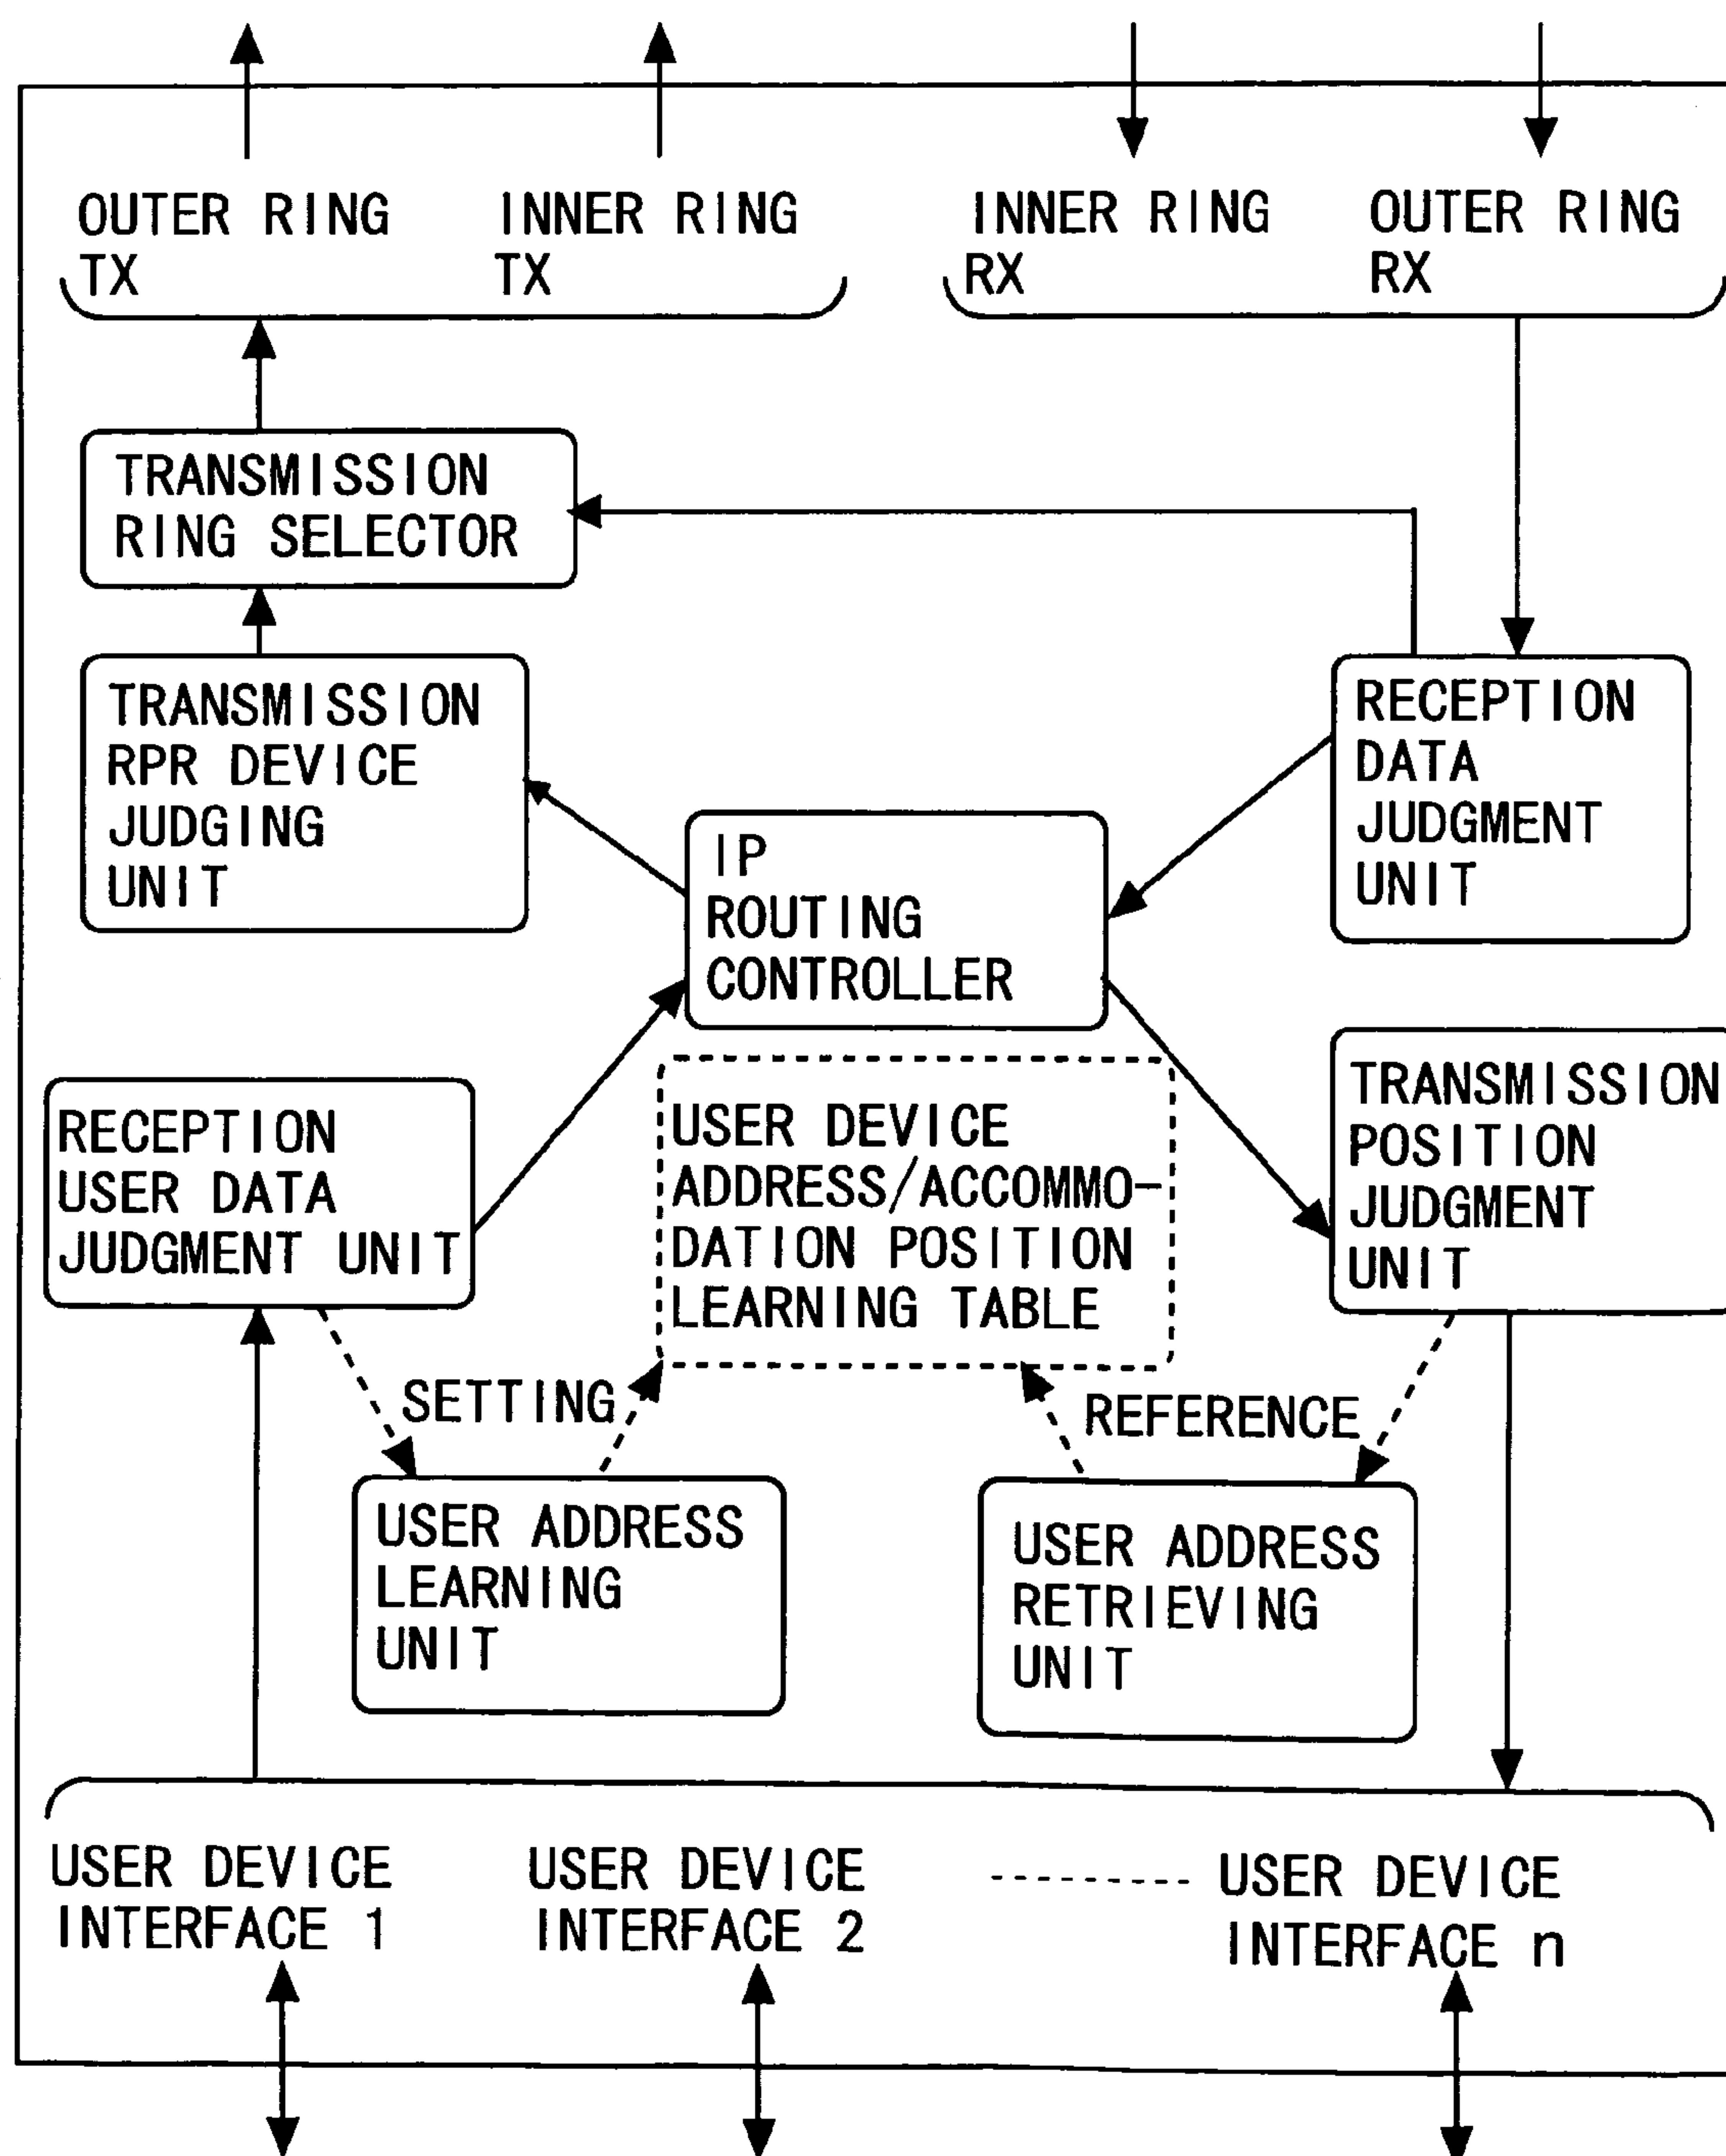 OUTER RING
TX
INNER RING
TX
INNER RING
RX
OUTER RING
RX
TRANSMISSION
RING SELECTOR
TRANSMISSION
RPR DEVICE
JUDGING
UNIT
RECEPTION
DATA
JUDGMENT
UNIT
IP
ROUTING
CONTROLLER
RECEPTION
USER DATA
JUDGMENT UNIT
USER DEVICE
ADDRESS/ACCOMMO-
DATION POSITION
LEARNING TABLE
TRANSMISSION
POSITION
JUDGMENT
UNIT
SETTING
REFERENCE
USER ADDRESS
LEARNING
UNIT
USER ADDRESS
RETRIEVING
UNIT
USER DEVICE
INTERFACE 1
USER DEVICE
INTERFACE 2
USER DEVICE
INTERFACE n